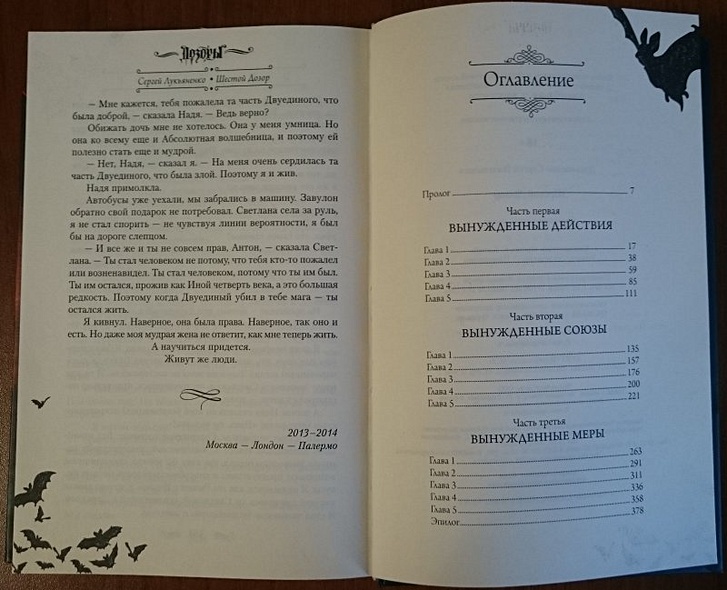 Дозоры
Сергей Лукьяненко • Шестой Дозор
— Мне кажется, тебя пожалела та часть Двуединого, что
была доброй, — сказала Надя. — Ведь верно?
Обижать дочь мне не хотелось. Она у меня умница. Но
она ко всему еще и Абсолютная волшебница, и поэтому ей
полезно стать еще и мудрой.
— Нет, Надя, — сказал я. — На меня очень сердилась та
часть Двуединого, что была злой. Поэтому я и жив.
Надя примолкла.
Автобусы уже уехали, мы забрались в машину. Завулон
обратно свой подарок не потребовал. Светлана села за руль,
я не стал спорить — не чувствуя линии вероятности, я был
бы на дороге слепцом.
— И все же и ты не совсем прав, Антон, — сказала Свет-
лана. — Ты стал человеком не потому, что тебя кто-то пожалел
или возненавидел. Ты стал человеком, потому что ты им был.
Ты им остался, прожив как Иной четверть века, а это большая
редкость. Поэтому когда Двуединый убил в тебе мага — ты
остался жить.
Я кивнул. Наверное, она была права. Наверное, так оно и
есть. Но даже моя мудрая жена не ответит, как мне теперь жить.
А научиться придется.
Живут же люди.
2013–2014
Москва — Лондон — Палермо
Оглавление
Пролог 7
Часть первая
ВЫНУЖДЕННЫЕ ДЕЙСТВИЯ
Глава 1 17
Глава 2 38
Глава 3 59
Глава 4 85
Глава 5 111
Часть вторая
ВЫНУЖДЕННЫЕ СОЮЗЫ
Глава 1 135
Глава 2 157
Глава 3 176
Глава 4 200
Глава 5 221
Часть третья
ВЫНУЖДЕННЫЕ МЕРЫ
Глава 1 263
Глава 2 291
Глава 3 311
Глава 4 336
Глава 5 358
Эпилог 378